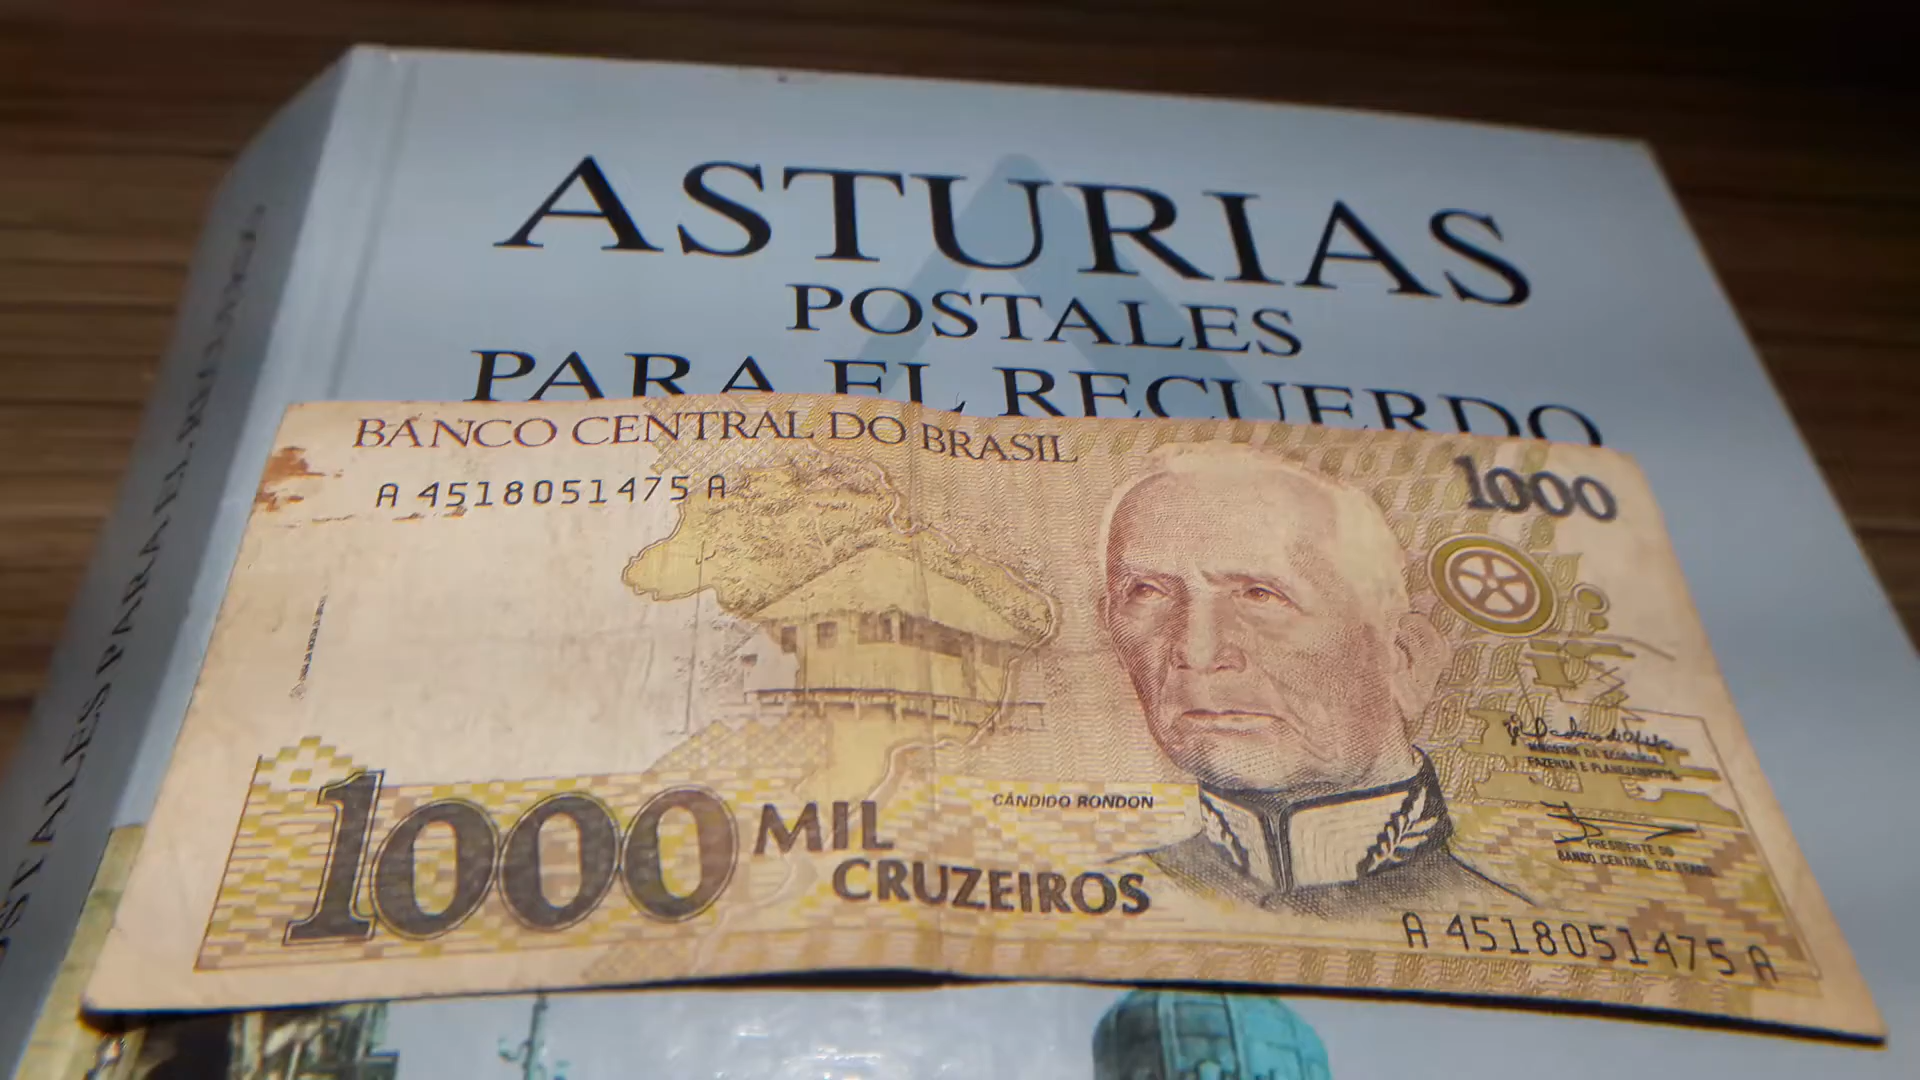 ASTURIAS
POSTALES
PARA EL RECUERDO
POSTALES PARA EL RECUERDO
BANCO CENTRAL DO BRASIL
A 4518051475 A
1000
MINISTRA DA ECONOMIA
FAZENDA E PLANEJAMENTO
PRESIDENTE DO
BANCO CENTRAL DO BRASIL
CÂNDIDO RONDON
1000 MIL
CRUZEIROS
A 4518051475 A